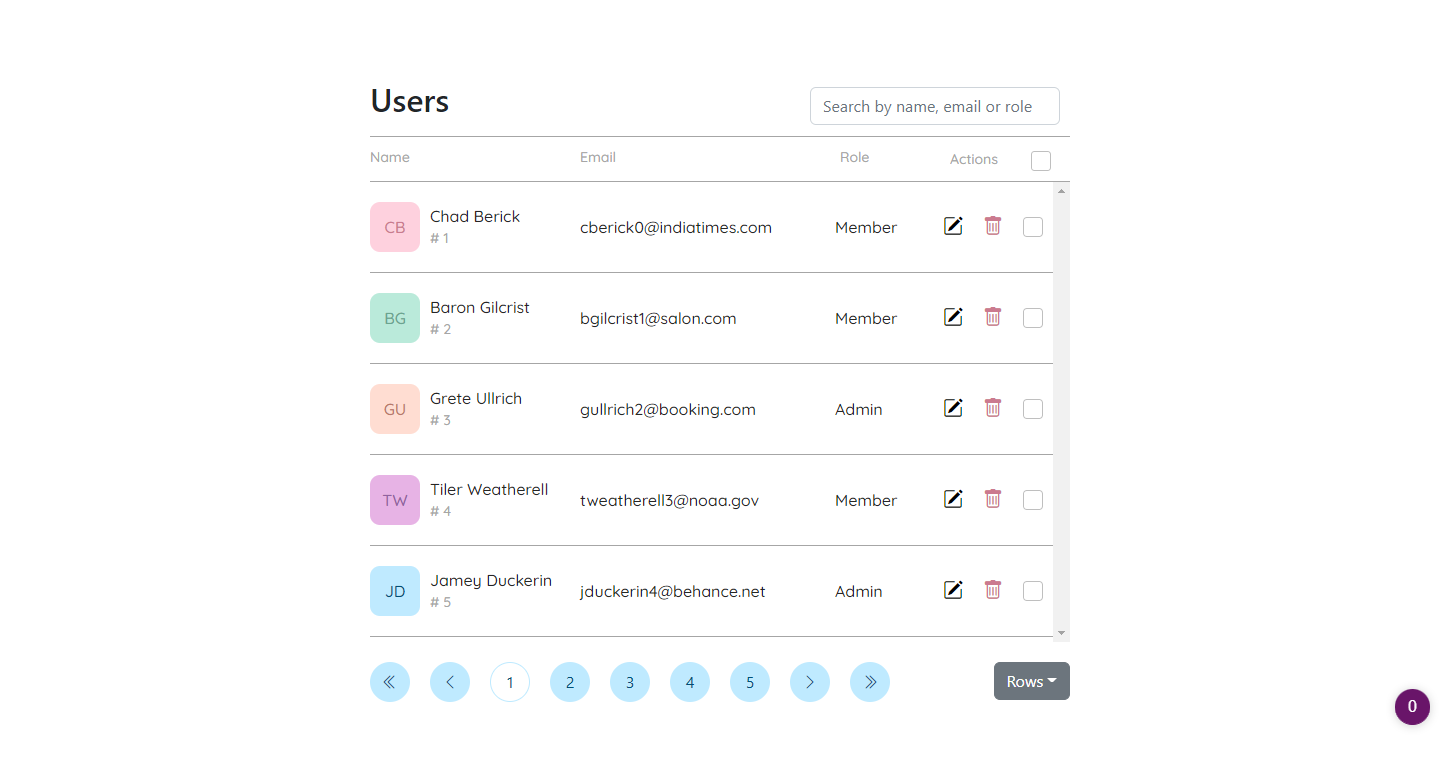 Users
Search by name, email or role
Name Email Role Actions
CB Chad Berick cberick0@indiatimes.com Member
# 1
BG Baron Gilcrist bgilcrist1@salon.com Member
# 2
GU Grete Ullrich gullrich2@booking.com Admin
# 3
TW Tiler Weatherell tweatherell3@noaa.gov Member
# 4
JD Jamey Duckerin jduckerin4@behance.net Admin
# 5
1 2 3 4 5 Rows
0